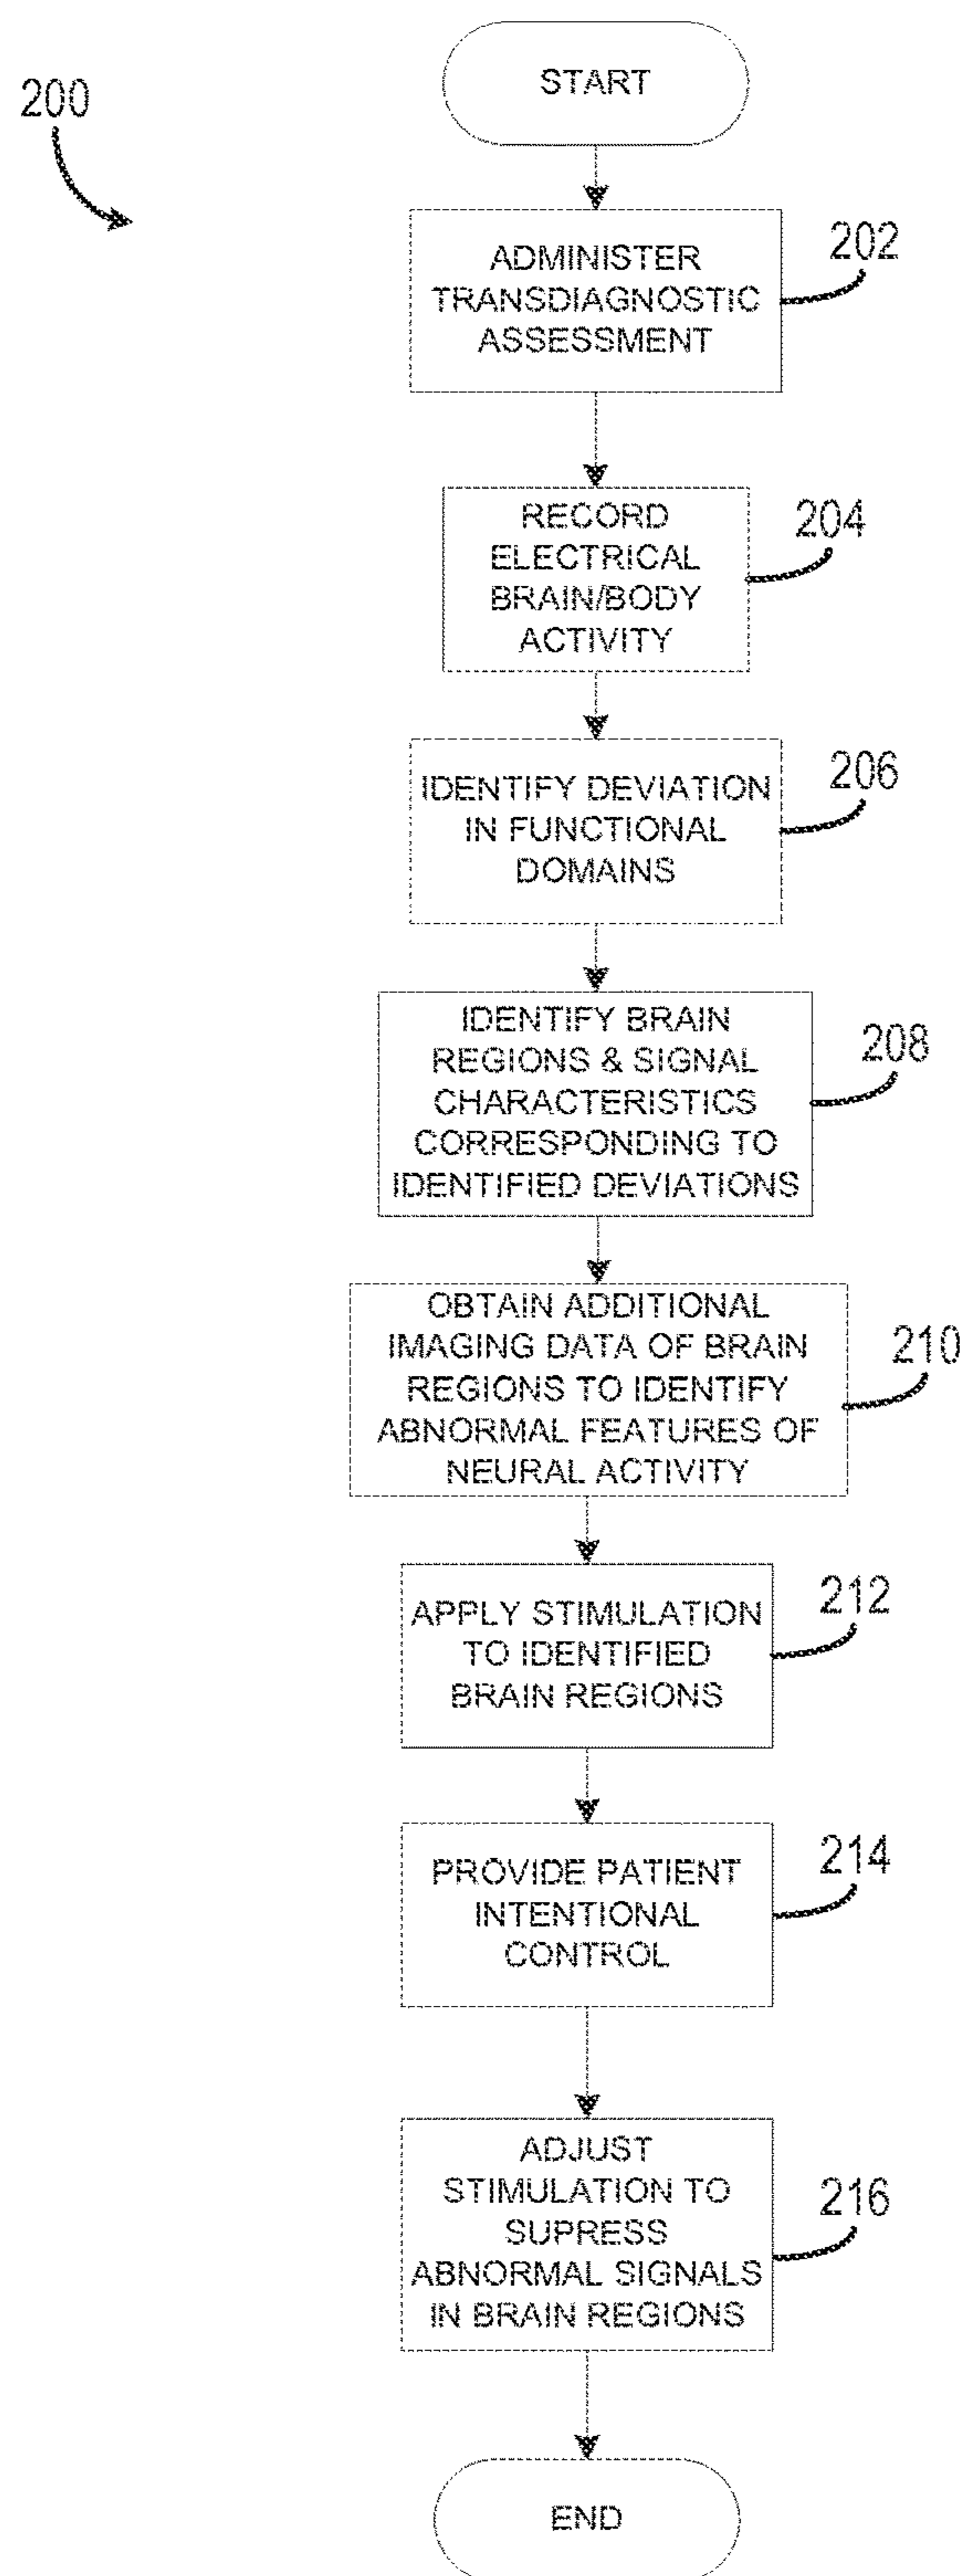 200
START
202
ADMINISTER
TRANSDIAGNOSTIC
ASSESSMENT
204
RECORD
ELECTRICAL
BRAIN/BODY
ACTIVITY
206
IDENTIFY DEVIATION
IN FUNCTIONAL
DOMAINS
208
IDENTIFY BRAIN
REGIONS & SIGNAL
CHARACTERISTICS
CORRESPONDING TO
IDENTIFIED DEVIATIONS
210
OBTAIN ADDITIONAL
IMAGING DATA OF BRAIN
REGIONS TO IDENTIFY
ABNORMAL FEATURES OF
NEURAL ACTIVITY
212
APPLY STIMULATION
TO IDENTIFIED
BRAIN REGIONS
214
PROVIDE PATIENT
INTENTIONAL
CONTROL
216
ADJUST
STIMULATION TO
SUPRESS
ABNORMAL SIGNALS
IN BRAIN REGIONS
END